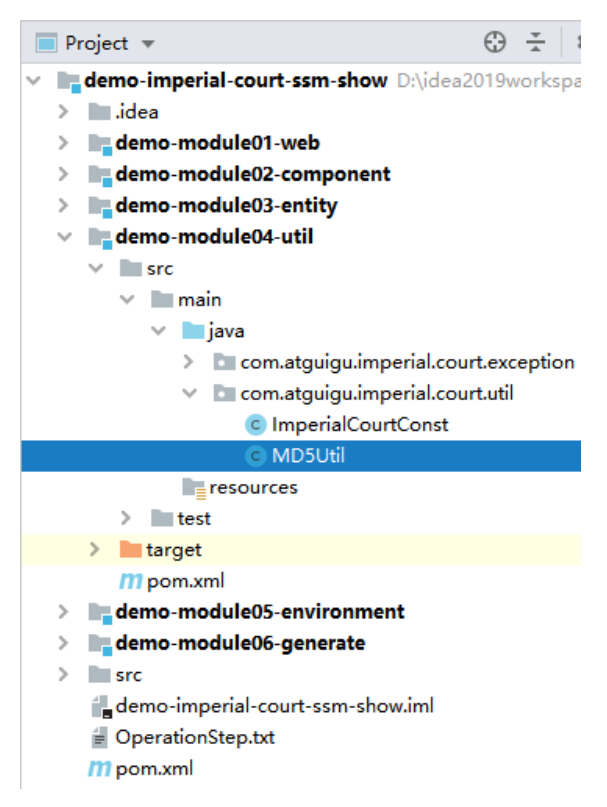 Project
demo-imperial-court-ssm-show D:\idea2019workspa
.idea
demo-module01-web
demo-module02-component
demo-module03-entity
demo-module04-util
src
main
java
com.atguigu.imperial.court.exception
com.atguigu.imperial.court.util
C ImperialCourtConst
C MD5Util
resources
test
target
m pom.xml
demo-module05-environment
demo-module06-generate
src
demo-imperial-court-ssm-show.iml
OperationStep.txt
m pom.xml